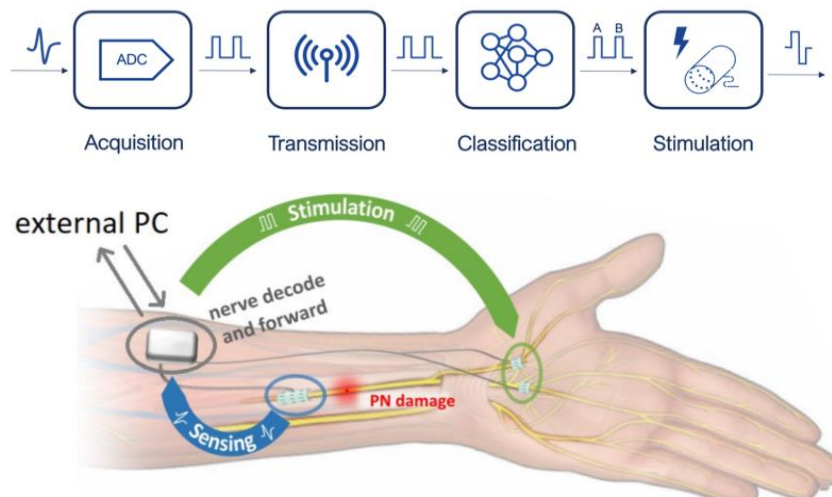 ADC
A B
Acquisition
Transmission
Classification
Stimulation
external PC
Stimulation
nerve decode
and forward
PN damage
Sensing